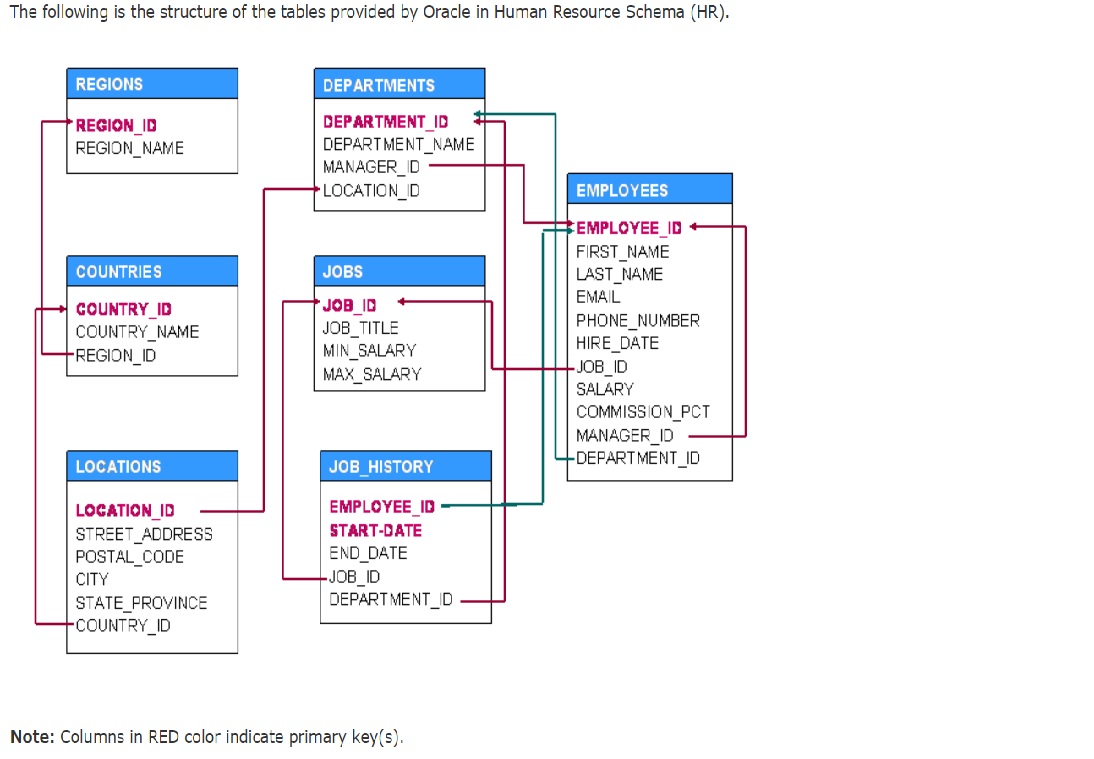 The following is the structure of the tables provided by Oracle in Human Resource Schema (HR).
REGIONS
REGION_ID
REGION_NAME
COUNTRIES
COUNTRY_ID
COUNTRY_NAME
REGION_ID
LOCATIONS
LOCATION_ID
STREET_ADDRESS
POSTAL_CODE
CITY
STATE_PROVINCE
COUNTRY_ID
DEPARTMENTS
DEPARTMENT_ID
DEPARTMENT_NAME
MANAGER_ID
LOCATION_ID
JOBS
JOB_ID
JOB_TITLE
MIN_SALARY
MAX_SALARY
JOB_HISTORY
EMPLOYEE_ID
START-DATE
END_DATE
JOB_ID
DEPARTMENT_ID
EMPLOYEES
EMPLOYEE_ID
FIRST_NAME
LAST_NAME
EMAIL
PHONE_NUMBER
HIRE_DATE
JOB_ID
SALARY
COMMISSION_PCT
MANAGER_ID
DEPARTMENT_ID
Note: Columns in RED color indicate primary key(s).